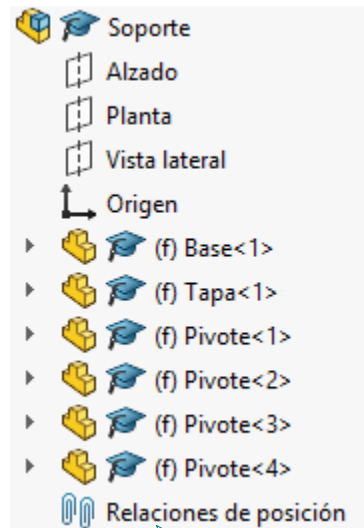 Soporte
Alzado
Planta
Vista lateral
Origen
(f) Base<1>
(f) Tapa<1>
(f) Pivote<1>
(f) Pivote<2>
(f) Pivote<3>
(f) Pivote<4>
Relaciones de posición